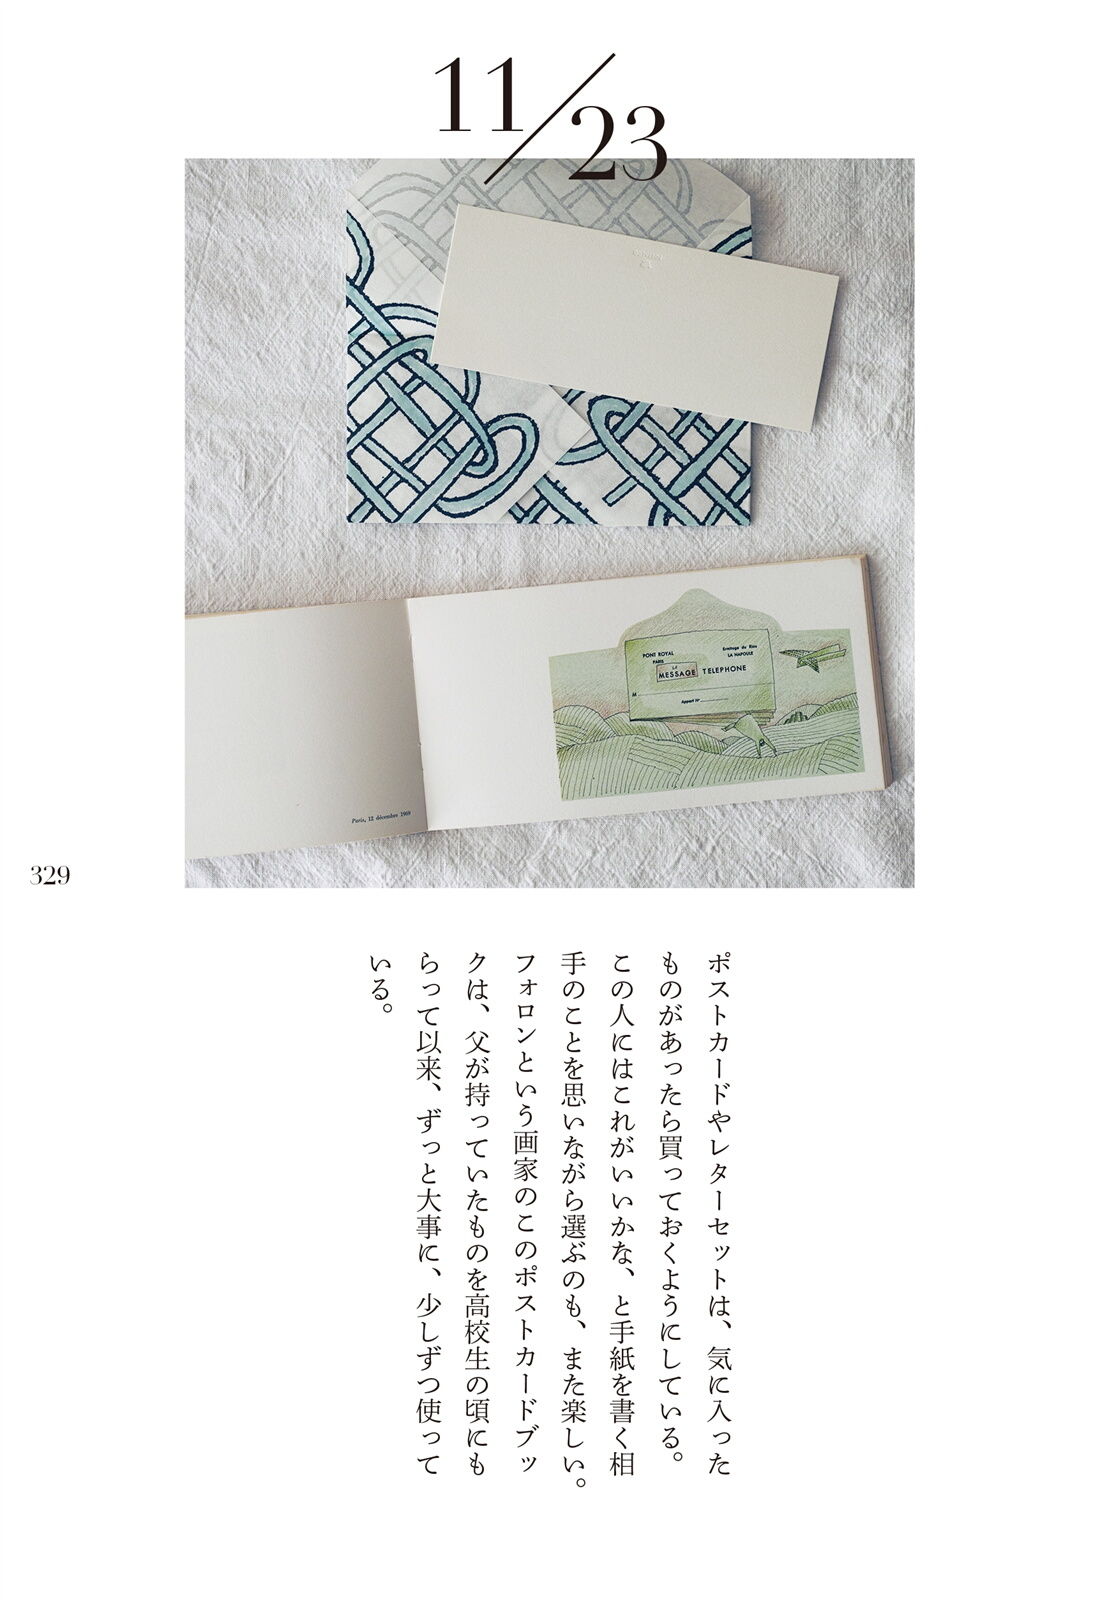 11/23
PONT ROYAL
PARIS
Ermitage du Riou
LA NAPOULE
LE
MESSAGE TELEPHONE
M
Appart N°
Paris, 12 décembre 1969
329
ポストカードやレターセットは、気に入った
ものがあったら買っておくようにしている。
この人にはこれがいいかな、と手紙を書く相
手のことを思いながら選ぶのも、また楽しい。
フォロンという画家のこのポストカードブッ
クは、父が持っていたものを高校生の頃にも
らって以来、ずっと大事に、少しずつ使って
いる。